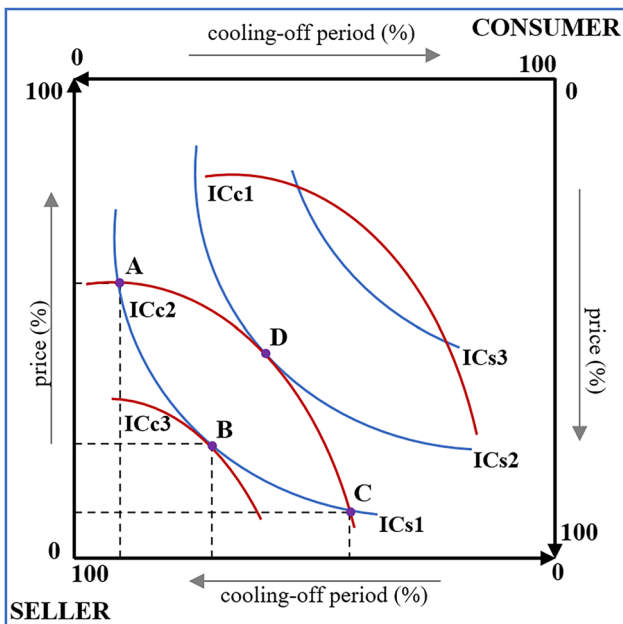 CONSUMER
cooling-off period (%)
0
100
100
0
ICc1
A
ICc2
D
ICs3
price (%)
price (%)
ICc3
B
ICs2
C
ICs1
0
100
100
0
cooling-off period (%)
SELLER